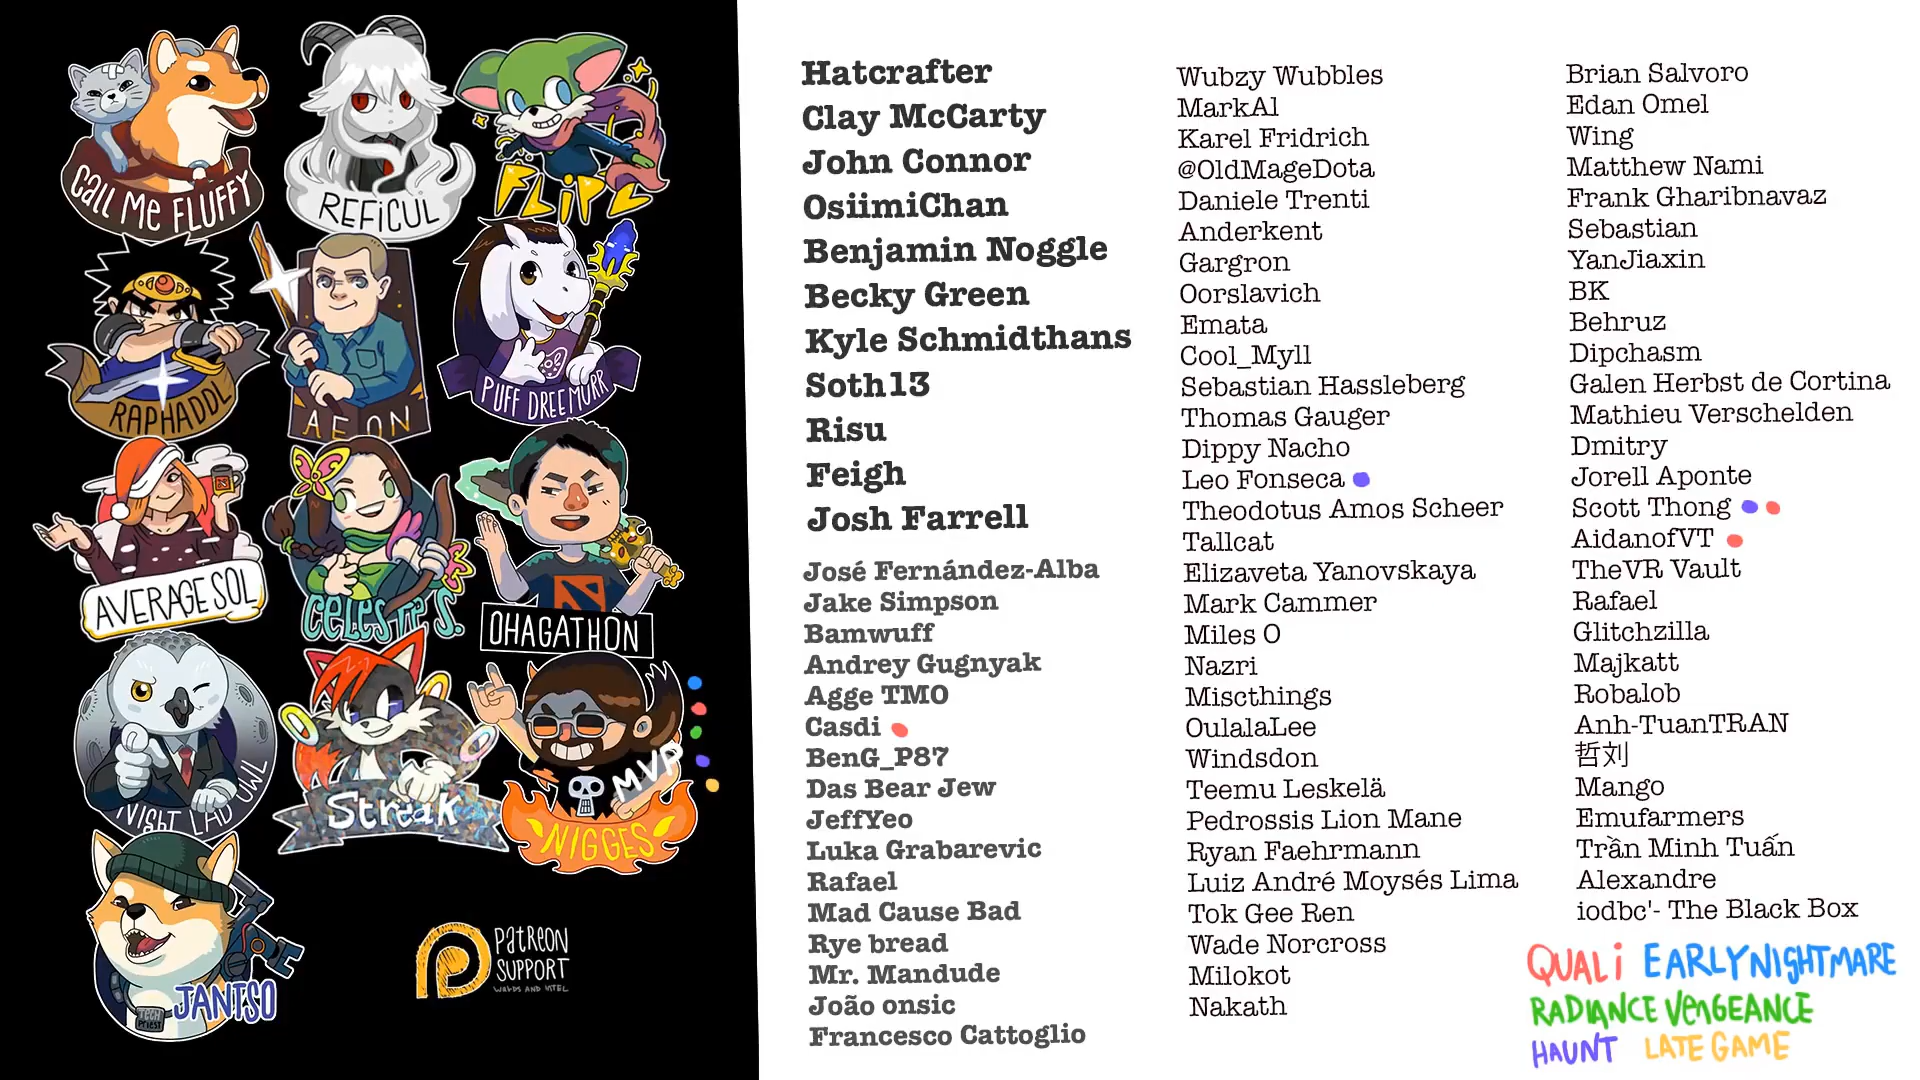 CALL ME FLUFFY
REFICUL
FLIPL
RAPHADDL
AEON
PUFF DREEMURR
AVERAGE SOL
CELESTE S.
OHAGATHON
NIGHT LAD OWL
Streak
MVP
NIGGES
TECH
PRIEST
JANTSO
PATREON
SUPPORT
Hatcrafter
Clay McCarty
John Connor
OsiimiChan
Benjamin Noggle
Becky Green
Kyle Schmidthans
Soth13
Risu
Feigh
Josh Farrell
José Fernández-Alba
Jake Simpson
Bamwuff
Andrey Gugnyak
Agge TMO
Casdi
BenG_P87
Das Bear Jew
JeffYeo
Luka Grabarevic
Rafael
Mad Cause Bad
Rye bread
Mr. Mandude
João onsic
Francesco Cattoglio
Wubzy Wubbles
MarkAl
Karel Fridrich
@OldMageDota
Daniele Trenti
Anderkent
Gargron
Oorslavich
Emata
Cool_Myll
Sebastian Hassleberg
Thomas Gauger
Dippy Nacho
Leo Fonseca
Theodotus Amos Scheer
Tallcat
Elizaveta Yanovskaya
Mark Cammer
Miles O
Nazri
Miscthings
OulalaLee
Windsdon
Teemu Leskelä
Pedrossis Lion Mane
Ryan Faehrmann
Luiz André Moysés Lima
Tok Gee Ren
Wade Norcross
Milokot
Nakath
Brian Salvoro
Edan Omel
Wing
Matthew Nami
Frank Gharibnavaz
Sebastian
YanJiaxin
BK
Behruz
Dipchasm
Galen Herbst de Cortina
Mathieu Verschelden
Dmitry
Jorell Aponte
Scott Thong
AidanofVT
TheVR Vault
Rafael
Glitchzilla
Majkatt
Robalob
Anh-TuanTRAN
哲刘
Mango
Emufarmers
Trần Minh Tuấn
Alexandre
iodbc'- The Black Box
QUALI EARLYNIGHTMARE
RADIANCE VENGEANCE
HAUNT LATE GAME